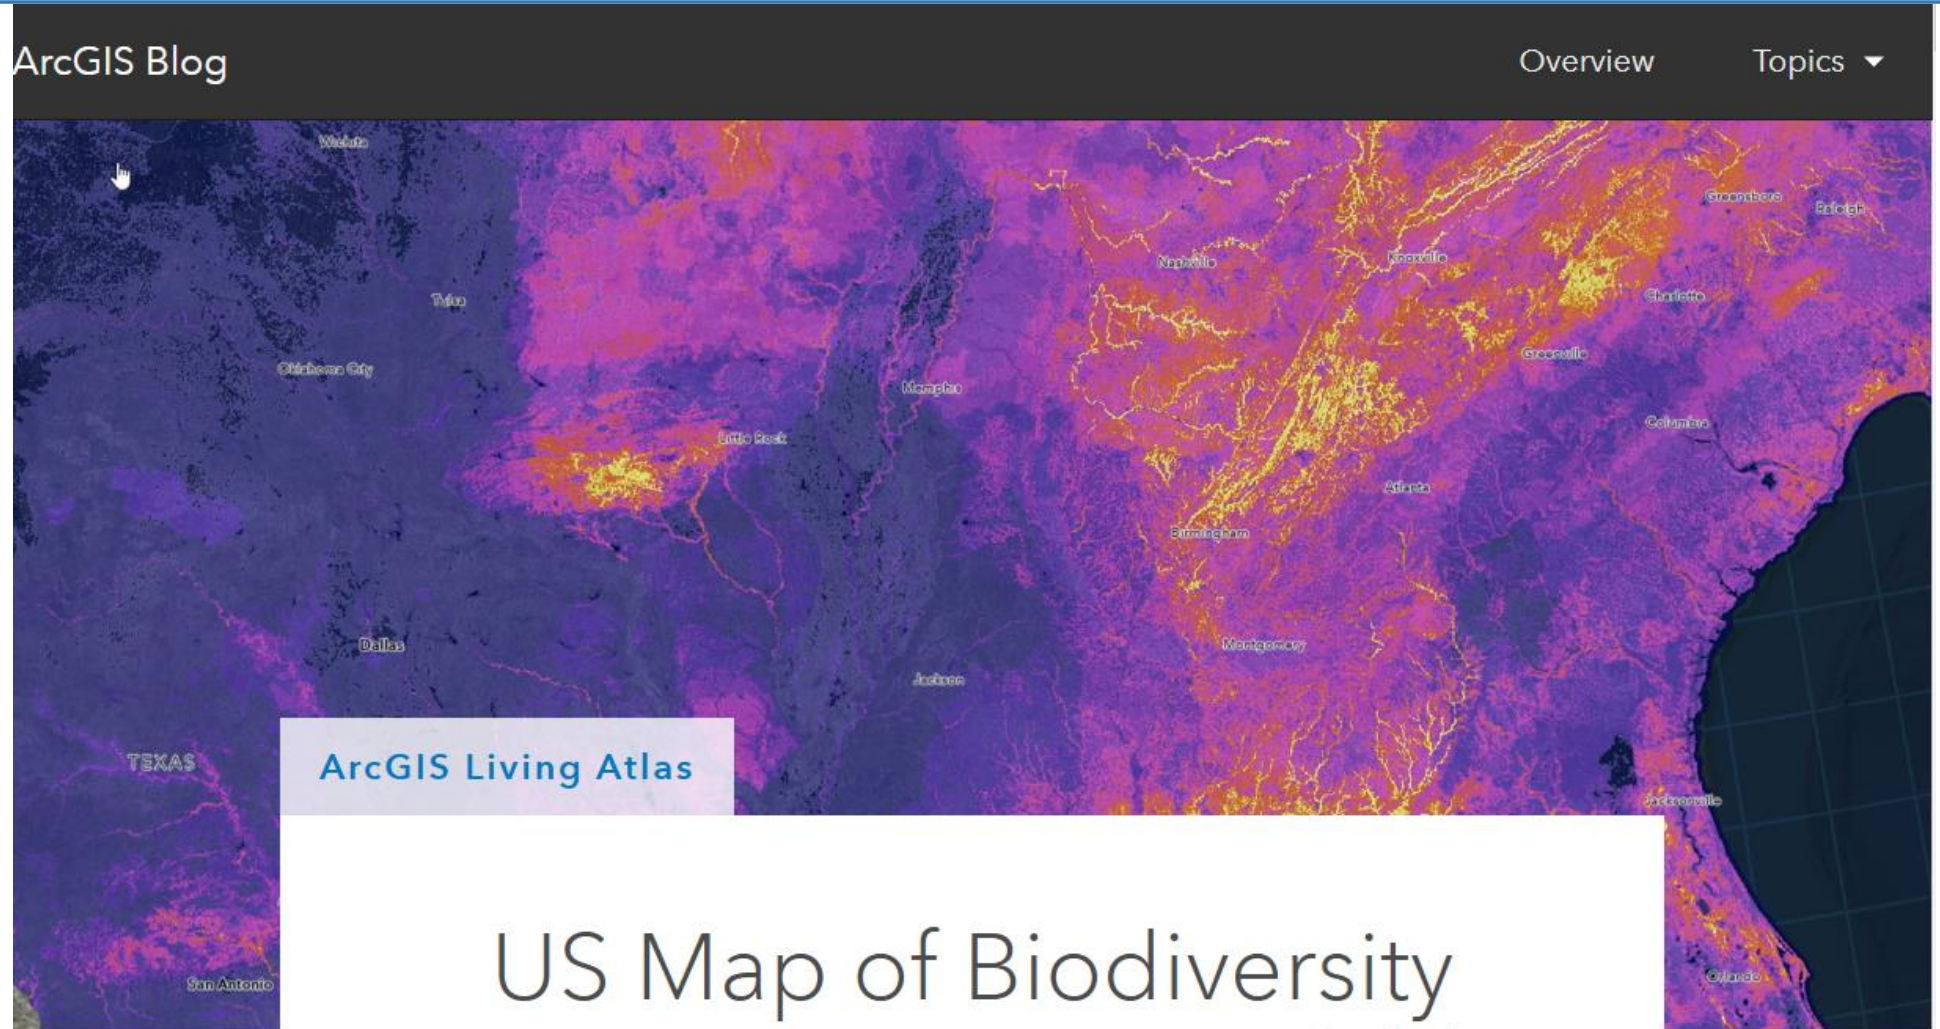 ArcGIS Blog
Overview
Topics
Wichita
Greensboro
Raleigh
Nashville
Knoxville
Tulsa
Charlotte
Greenville
Oklahoma City
Memphis
Columbia
Little Rock
Atlanta
Birmingham
Dallas
Montgomery
Jackson
TEXAS
ArcGIS Living Atlas
Jacksonville
US Map of Biodiversity
San Antonio
Orlando